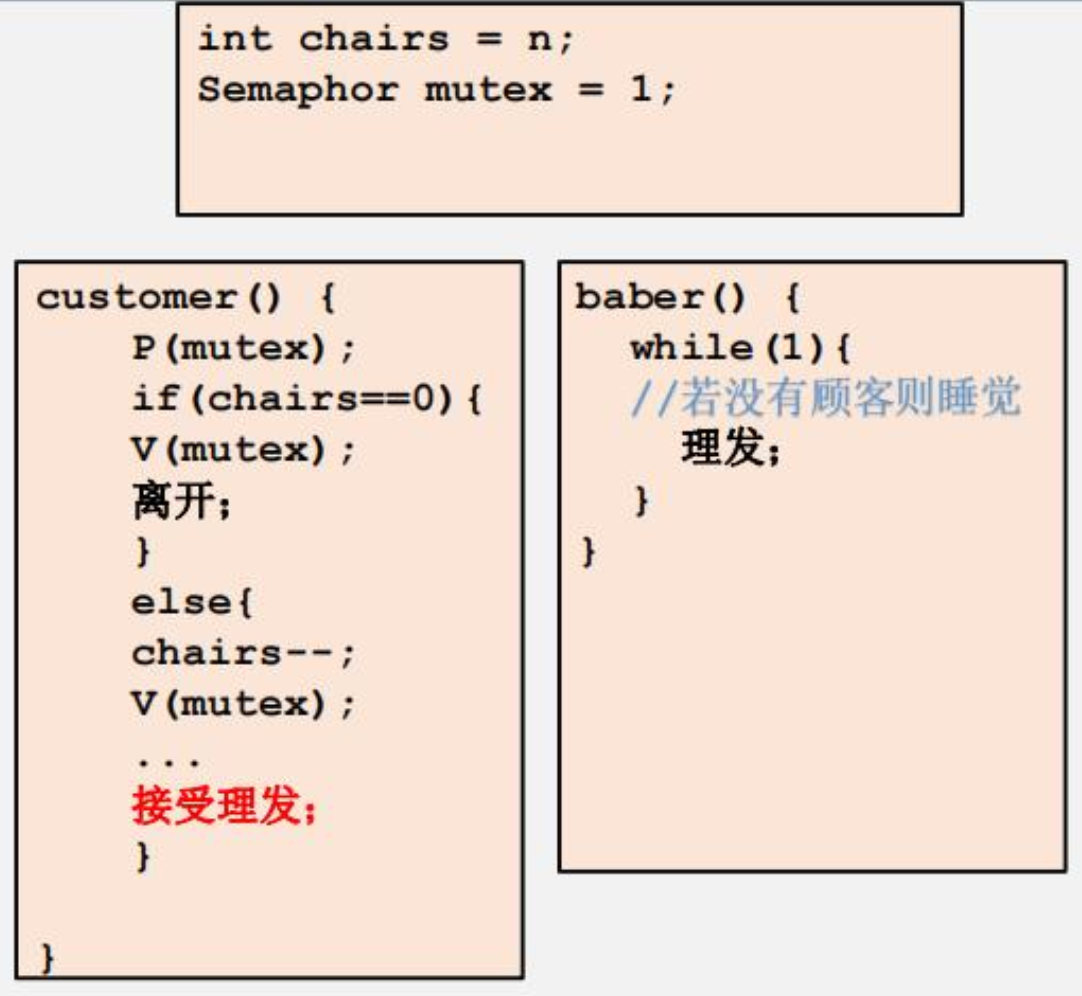 int chairs = n;
Semaphor mutex = 1;
customer() {
P(mutex);
if(chairs==0){
V(mutex);
离开;
}
else{
chairs--;
V(mutex);
...
接受理发;
}
}
baber() {
while(1){
//若没有顾客则睡觉
理发;
}
}